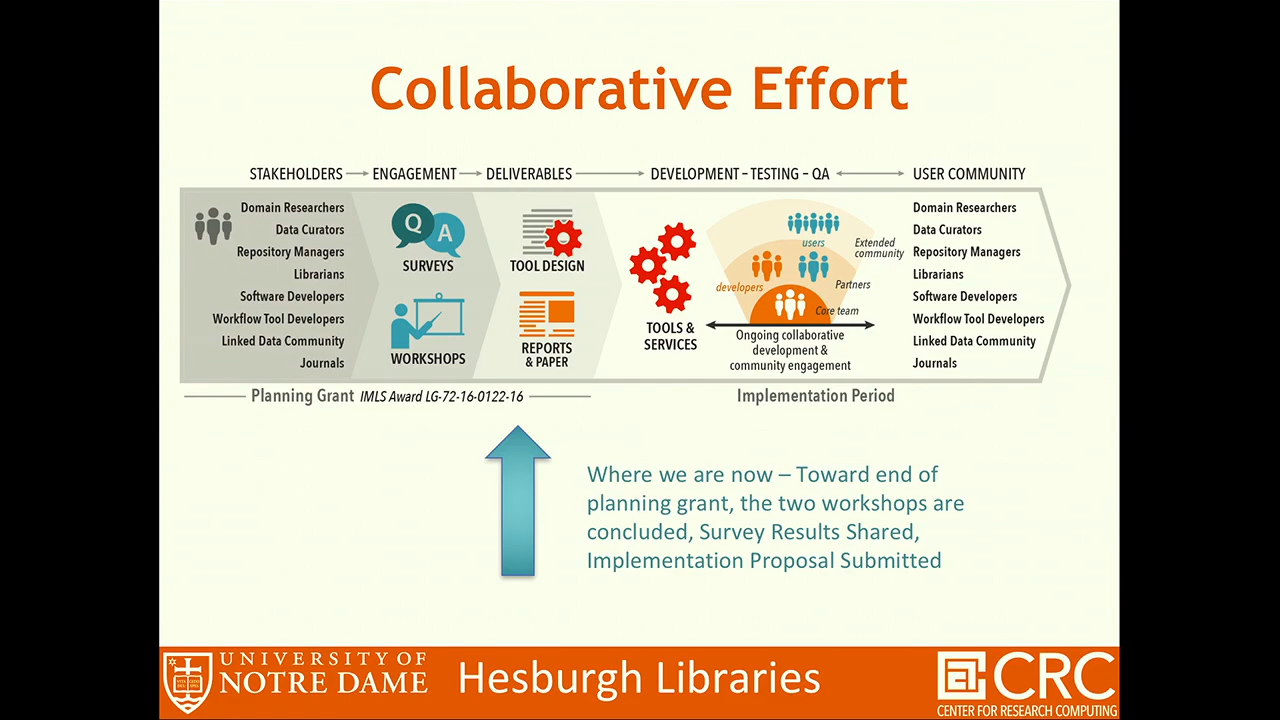 Collaborative Effort
STAKEHOLDERS ENGAGEMENT DELIVERABLES DEVELOPMENT – TESTING – QA USER COMMUNITY
Domain Researchers
Data Curators
Repository Managers
Librarians
Software Developers
Workflow Tool Developers
Linked Data Community
Journals
Q A
SURVEYS
WORKSHOPS
TOOL DESIGN
REPORTS
& PAPER
TOOLS &
SERVICES
users
Extended
community
developers
Partners
Core team
Ongoing collaborative
development &
community engagement
Domain Researchers
Data Curators
Repository Managers
Librarians
Software Developers
Workflow Tool Developers
Linked Data Community
Journals
Planning Grant IMLS Award LG-72-16-0122-16
Implementation Period
Where we are now – Toward end of
planning grant, the two workshops are
concluded, Survey Results Shared,
Implementation Proposal Submitted
UNIVERSITY OF
NOTRE DAME
Hesburgh Libraries
CRC
CENTER FOR RESEARCH COMPUTING